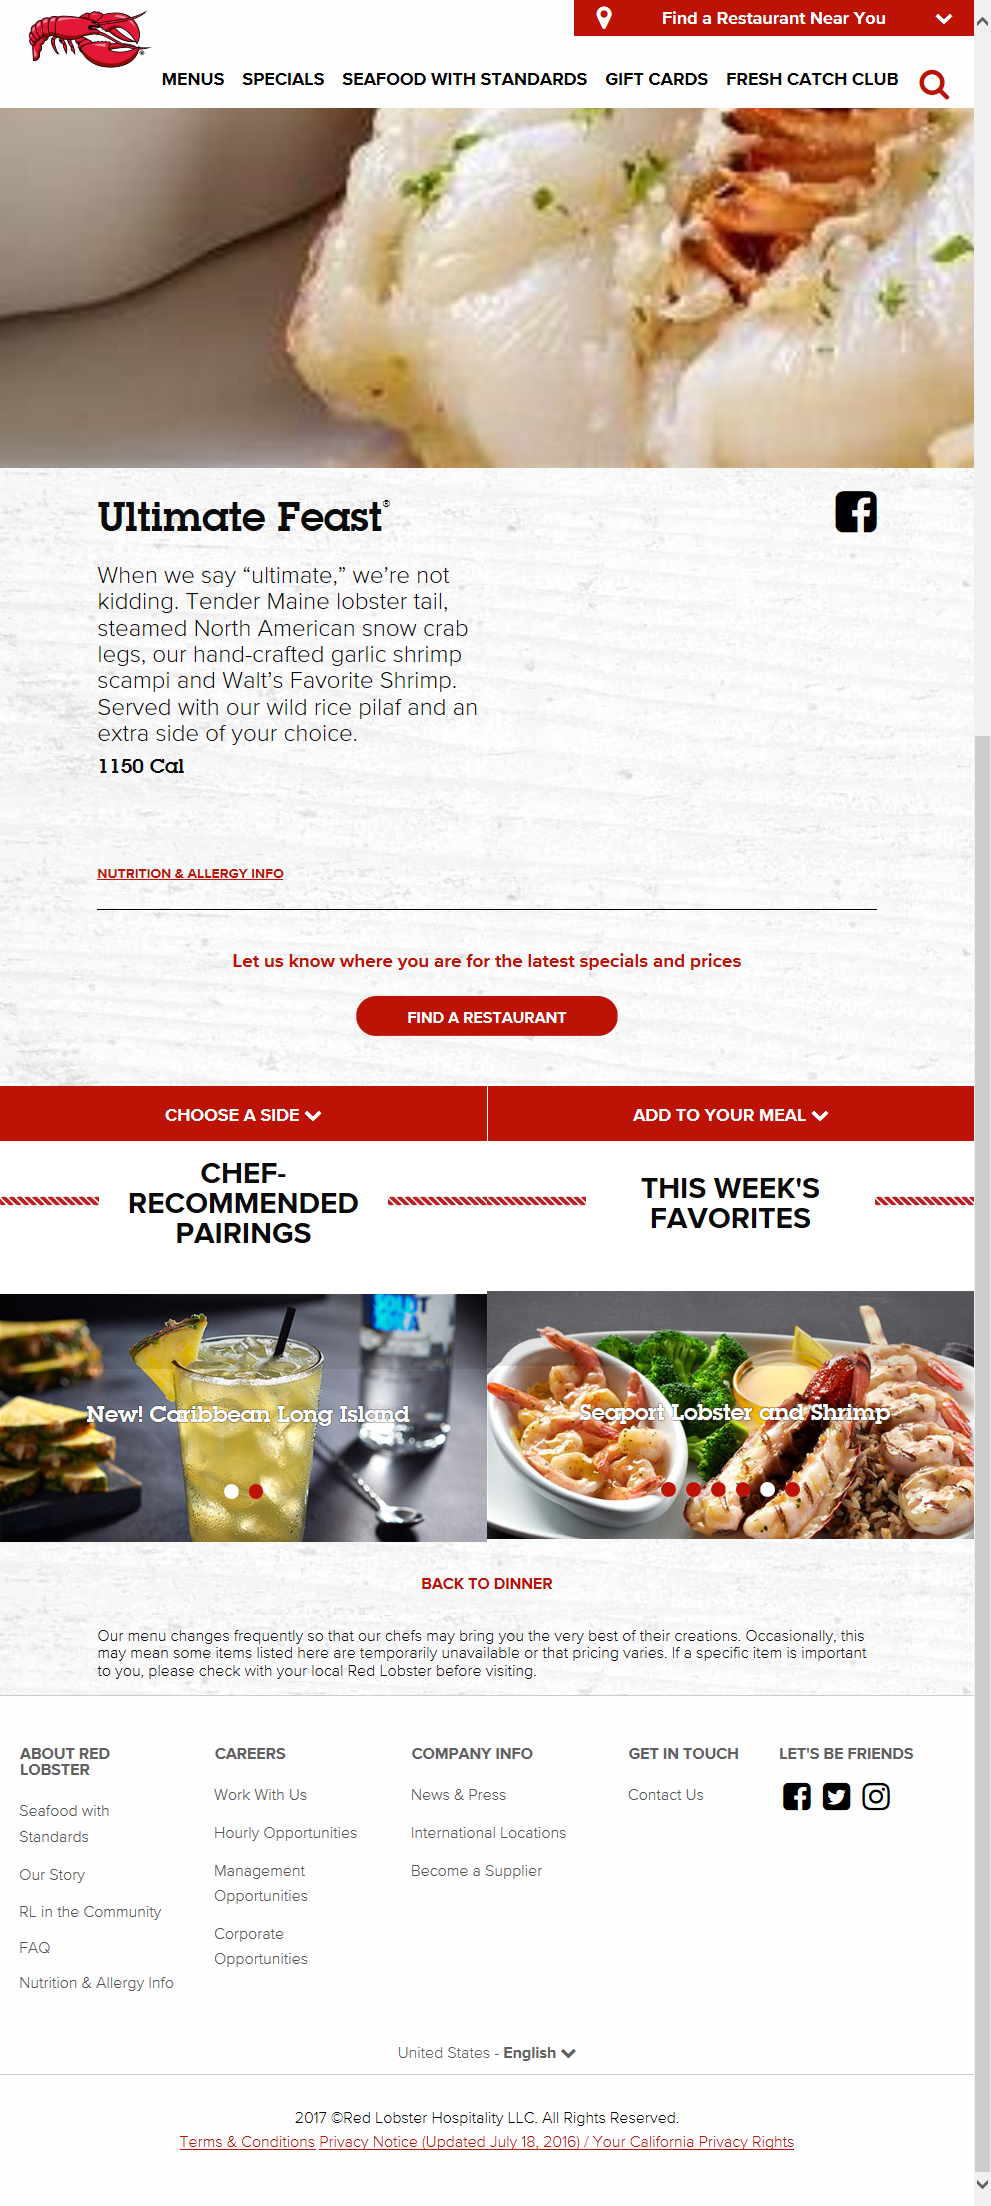 Find a Restaurant Near You
MENUS SPECIALS SEAFOOD WITH STANDARDS GIFT CARDS FRESH CATCH CLUB
Ultimate Feast®
When we say “ultimate,” we’re not
kidding. Tender Maine lobster tail,
steamed North American snow crab
legs, our hand-crafted garlic shrimp
scampi and Walt’s Favorite Shrimp.
Served with our wild rice pilaf and an
extra side of your choice.
1150 Cal
NUTRITION & ALLERGY INFO
Let us know where you are for the latest specials and prices
FIND A RESTAURANT
CHOOSE A SIDE
ADD TO YOUR MEAL
CHEF-
RECOMMENDED
PAIRINGS
THIS WEEK'S
FAVORITES
New! Caribbean Long Island
Seaport Lobster and Shrimp
BACK TO DINNER
Our menu changes frequently so that our chefs may bring you the very best of their creations. Occasionally, this
may mean some items listed here are temporarily unavailable or that pricing varies. If a specific item is important
to you, please check with your local Red Lobster before visiting.
ABOUT RED
LOBSTER
Seafood with
Standards
Our Story
RL in the Community
FAQ
Nutrition & Allergy Info
CAREERS
Work With Us
Hourly Opportunities
Management
Opportunities
Corporate
Opportunities
COMPANY INFO
News & Press
International Locations
Become a Supplier
GET IN TOUCH
Contact Us
LET'S BE FRIENDS
United States - English
2017 ©Red Lobster Hospitality LLC. All Rights Reserved.
Terms & Conditions Privacy Notice (Updated July 18, 2016) / Your California Privacy Rights